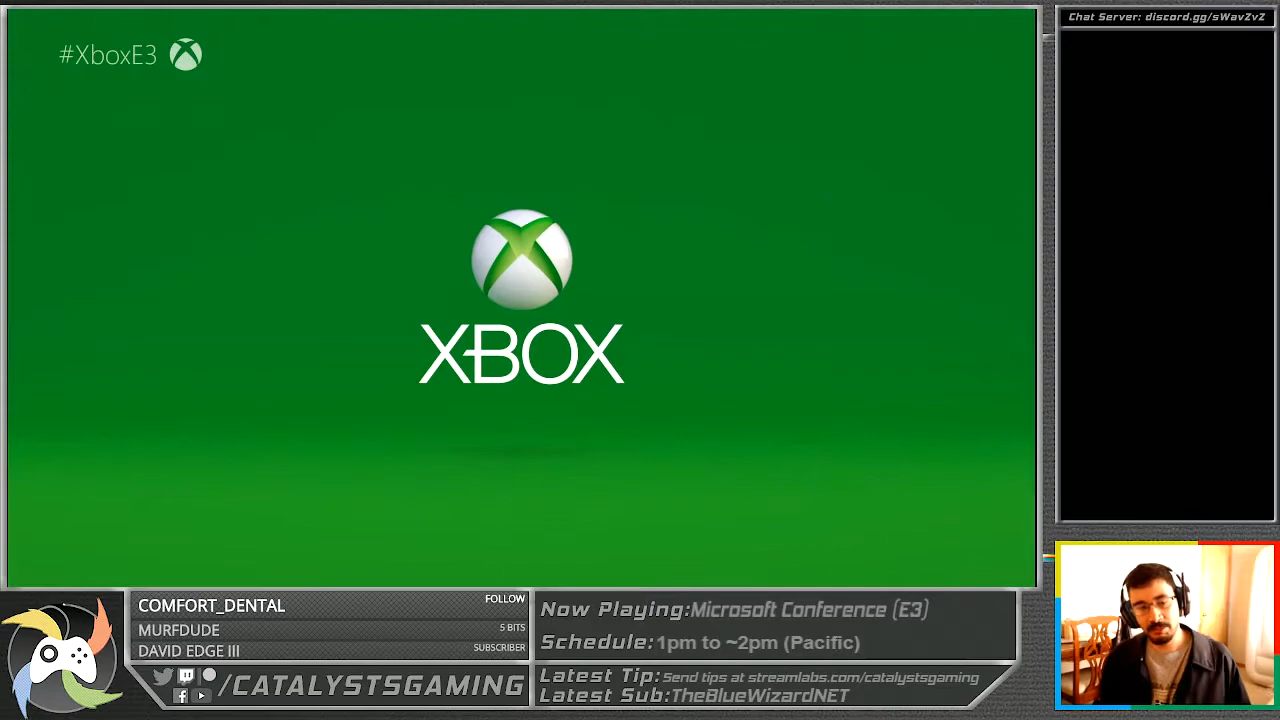 #XboxE3
XBOX
Chat Server: discord.gg/sWavZvZ
COMFORT_DENTAL FOLLOW
MURFDUDE 5 BITS
DAVID EDGE III SUBSCRIBER
CATALYSTSGAMING
Now Playing:Microsoft Conference (E3)
Schedule:1pm to ~2pm (Pacific)
Latest Tip:Send tips at streamlabs.com/catalystsgaming
Latest Sub:TheBlueWizardNET